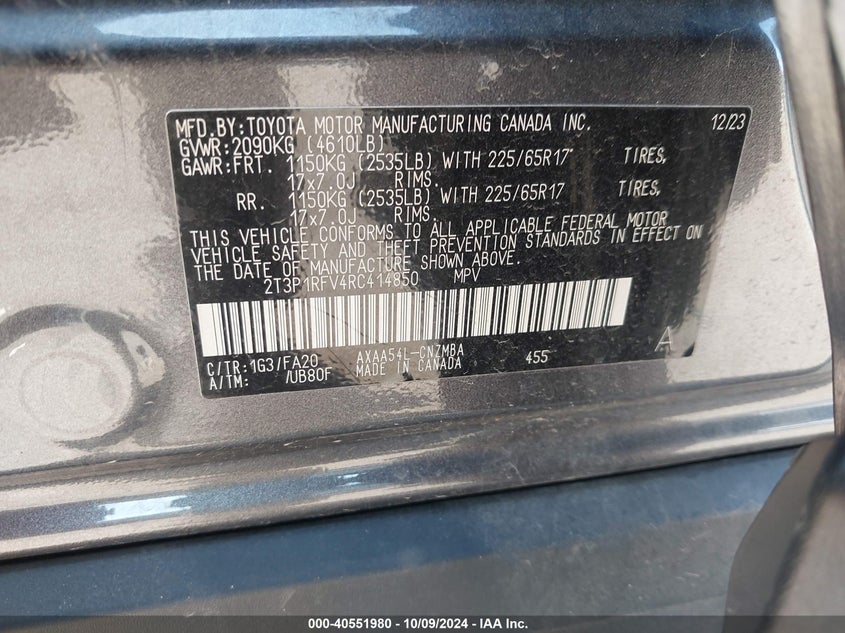 MFD.BY:TOYOTA MOTOR MANUFACTURING CANADA INC. 12/23
GVWR:2090KG (4610LB)
GAWR:FRT. 1150KG (2535LB) WITH 225/65R17 TIRES,
17x7.0J RIMS.
RR. 1150KG (2535LB) WITH 225/65R17 TIRES,
17x7.0J RIMS.
THIS VEHICLE CONFORMS TO ALL APPLICABLE FEDERAL MOTOR
VEHICLE SAFETY AND THEFT PREVENTION STANDARDS IN EFFECT ON
THE DATE OF MANUFACTURE SHOWN ABOVE.
2T3P1RFV4RC414850 MPV
C/TR:1G3/FA20 AXAA54L-CNZMBA 455 A
A/TM: /UB80F MADE IN CANADA
000-40551980 - 10/09/2024 - IAA Inc.